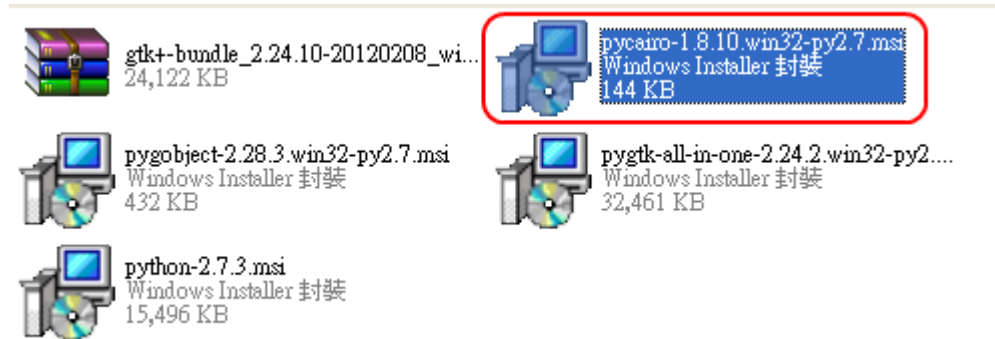 gtk+-bundle_2.24.10-20120208_wi...
24,122 KB
pycairo-1.8.10.win32-py2.7.msi
Windows Installer 封裝
144 KB
pygobject-2.28.3.win32-py2.7.msi
Windows Installer 封裝
432 KB
pygtk-all-in-one-2.24.2.win32-py2....
Windows Installer 封裝
32,461 KB
python-2.7.3.msi
Windows Installer 封裝
15,496 KB